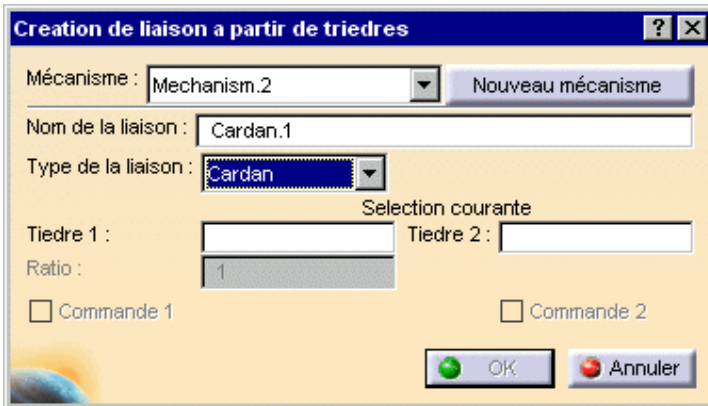 Creation de liaison a partir de triedres
Mécanisme : Mechanism.2 Nouveau mécanisme
Nom de la liaison : Cardan.1
Type de la liaison : Cardan
Selection courante
Tiedre 1 : Tiedre 2 :
Ratio : 1
Commande 1 Commande 2
OK Annuler